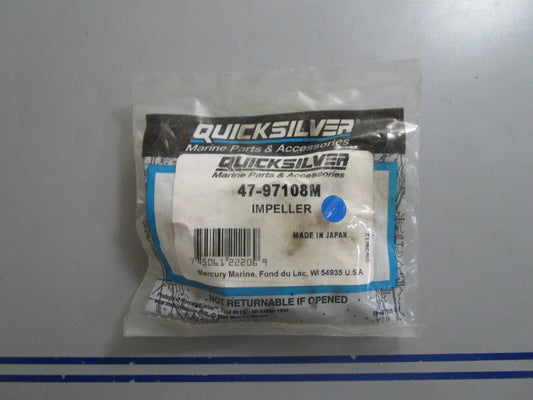 QUICKSILVER
Marine Parts & Accessories
QUICKSILVER
Marine Parts & Accessories
47-97108M
IMPELLER
MADE IN JAPAN
7 45061 22206 9
Mercury Marine, Fond du Lac, WI 54935 U.S.A.
NOT RETURNABLE IF OPENED